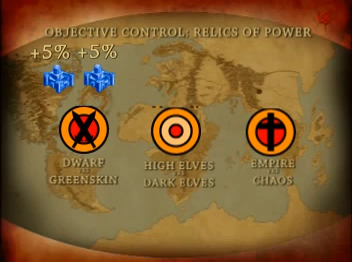 OBJECTIVE CONTROL: RELICS OF POWER
+5% +5%
DWARF
GREENSKIN
HIGH ELVES
DARK ELVES
EMPIRE
CHAOS